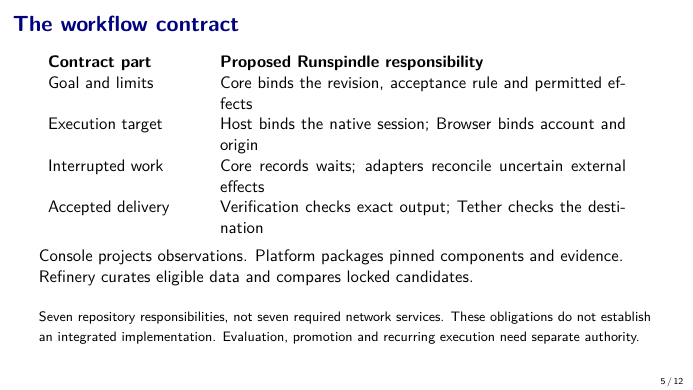 The workflow contract
Contract part Proposed Runspindle responsibility
Goal and limits Core binds the revision, acceptance rule and permitted ef-
fects
Execution target Host binds the native session; Browser binds account and
origin
Interrupted work Core records waits; adapters reconcile uncertain external
effects
Accepted delivery Verification checks exact output; Tether checks the desti-
nation
Console projects observations. Platform packages pinned components and evidence.
Refinery curates eligible data and compares locked candidates.
Seven repository responsibilities, not seven required network services. These obligations do not establish
an integrated implementation. Evaluation, promotion and recurring execution need separate authority.
5 / 12